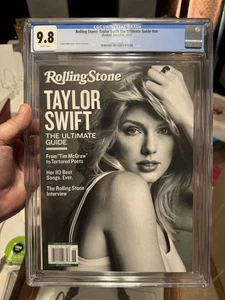 9.8
Rolling Stone: Taylor Swift The Ultimate Guide #nn
RollingStone
TAYLOR
SWIFT
THE ULTIMATE
GUIDE
From “Tim McGraw”
to Tortured Poets
Her 113 Best
Songs. Ever.
The Rolling Stone
Interview